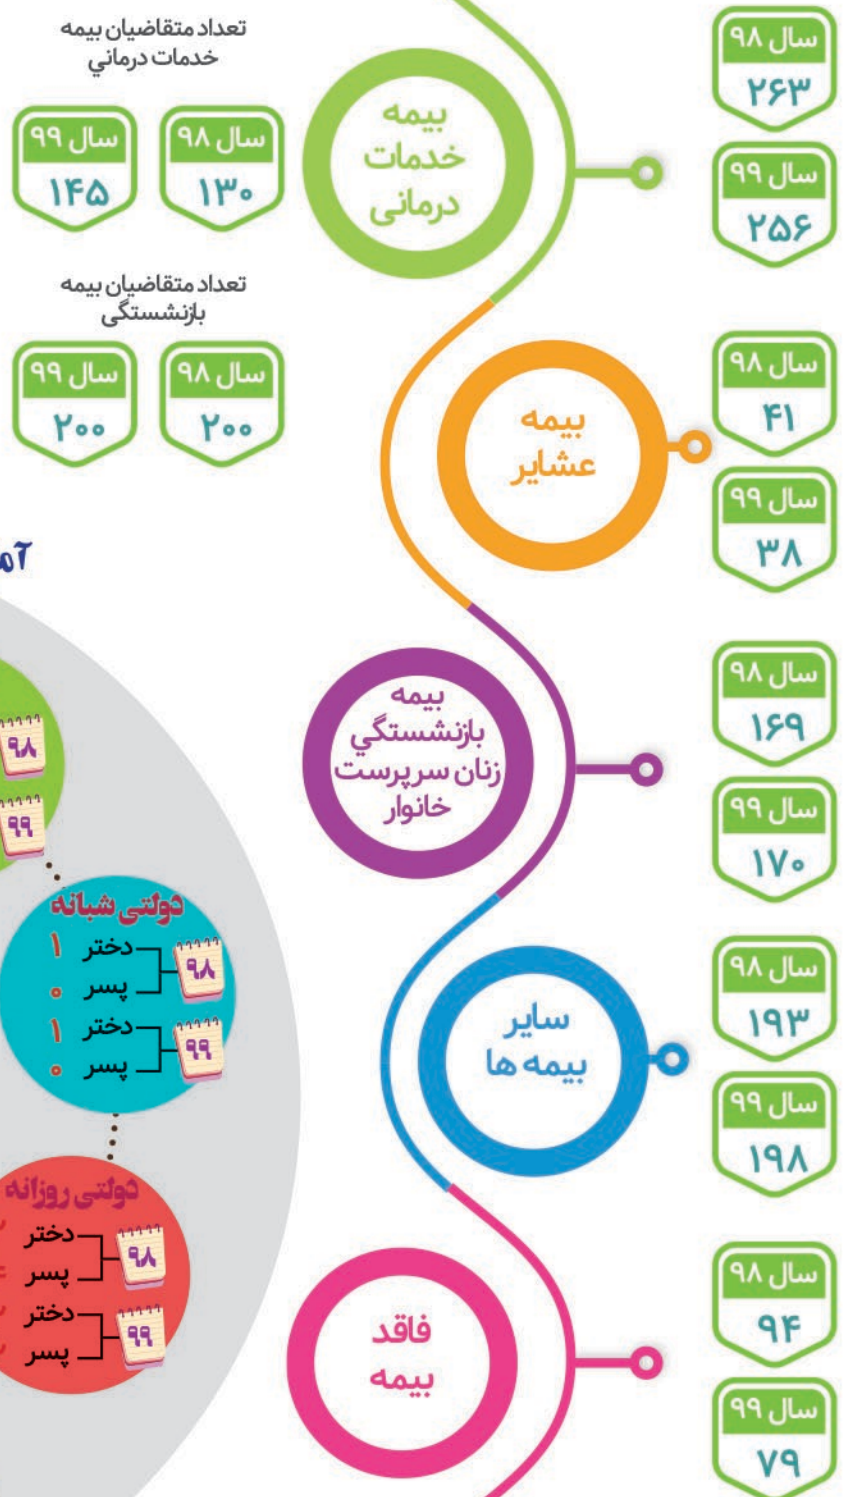 سال ۹۸
۲۶۳
سال ۹۹
۲۵۶
بیمه
خدمات
درمانی
تعداد متقاضیان بیمه
خدمات درماني
سال ۹۸
۱۳۰
سال ۹۹
۱۴۵
تعداد متقاضیان بیمه
بازنشستگی
سال ۹۸
۲۰۰
سال ۹۹
۲۰۰
سال ۹۸
۴۱
سال ۹۹
۳۸
بیمه
عشایر
سال ۹۸
۱۶۹
سال ۹۹
۱۷۰
بیمه
بازنشستگي
زنان سرپرست
خانوار
سال ۹۸
۱۹۳
سال ۹۹
۱۹۸
سایر
بیمه ها
سال ۹۸
۹۴
سال ۹۹
۷۹
فاقد
بیمه
۹۸
۹۹
دولتی شبانه
۹۸
دختر ۱
پسر ۰
۹۹
دختر ۱
پسر ۰
دولتی روزانه
۹۸
دختر
پسر
۹۹
دختر
پسر